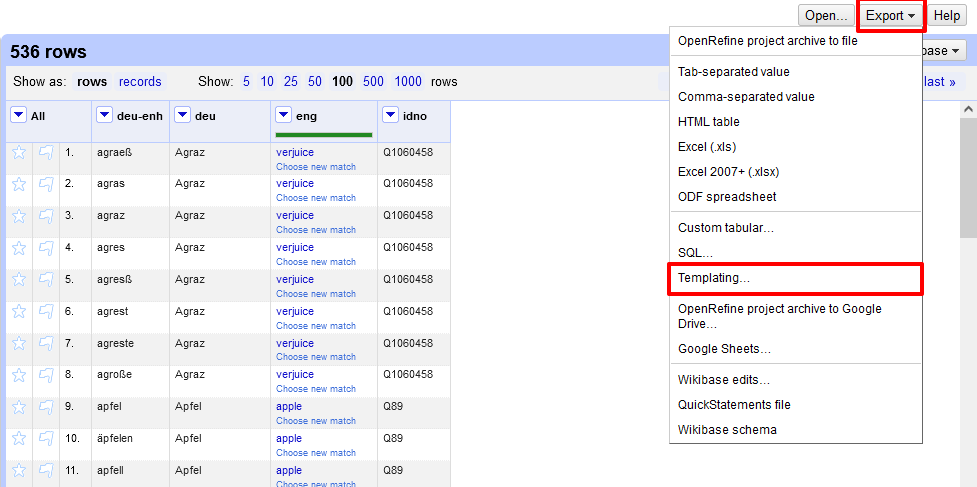 Open... Export Help
536 rows
base
Show as: rows records Show: 5 10 25 50 100 500 1000 rows
last »
All deu-enh deu eng idno
1. agraeß Agraz verjuice Q1060458
Choose new match
2. agras Agraz verjuice Q1060458
Choose new match
3. agraz Agraz verjuice Q1060458
Choose new match
4. agres Agraz verjuice Q1060458
Choose new match
5. agresß Agraz verjuice Q1060458
Choose new match
6. agrest Agraz verjuice Q1060458
Choose new match
7. agreste Agraz verjuice Q1060458
Choose new match
8. agroße Agraz verjuice Q1060458
Choose new match
9. apfel Apfel apple Q89
Choose new match
10. äpfelen Apfel apple Q89
Choose new match
11. apfell Apfel apple Q89
Choose new match
OpenRefine project archive to file
Tab-separated value
Comma-separated value
HTML table
Excel (.xls)
Excel 2007+ (.xlsx)
ODF spreadsheet
Custom tabular...
SQL...
Templating...
OpenRefine project archive to Google
Drive...
Google Sheets...
Wikibase edits...
QuickStatements file
Wikibase schema